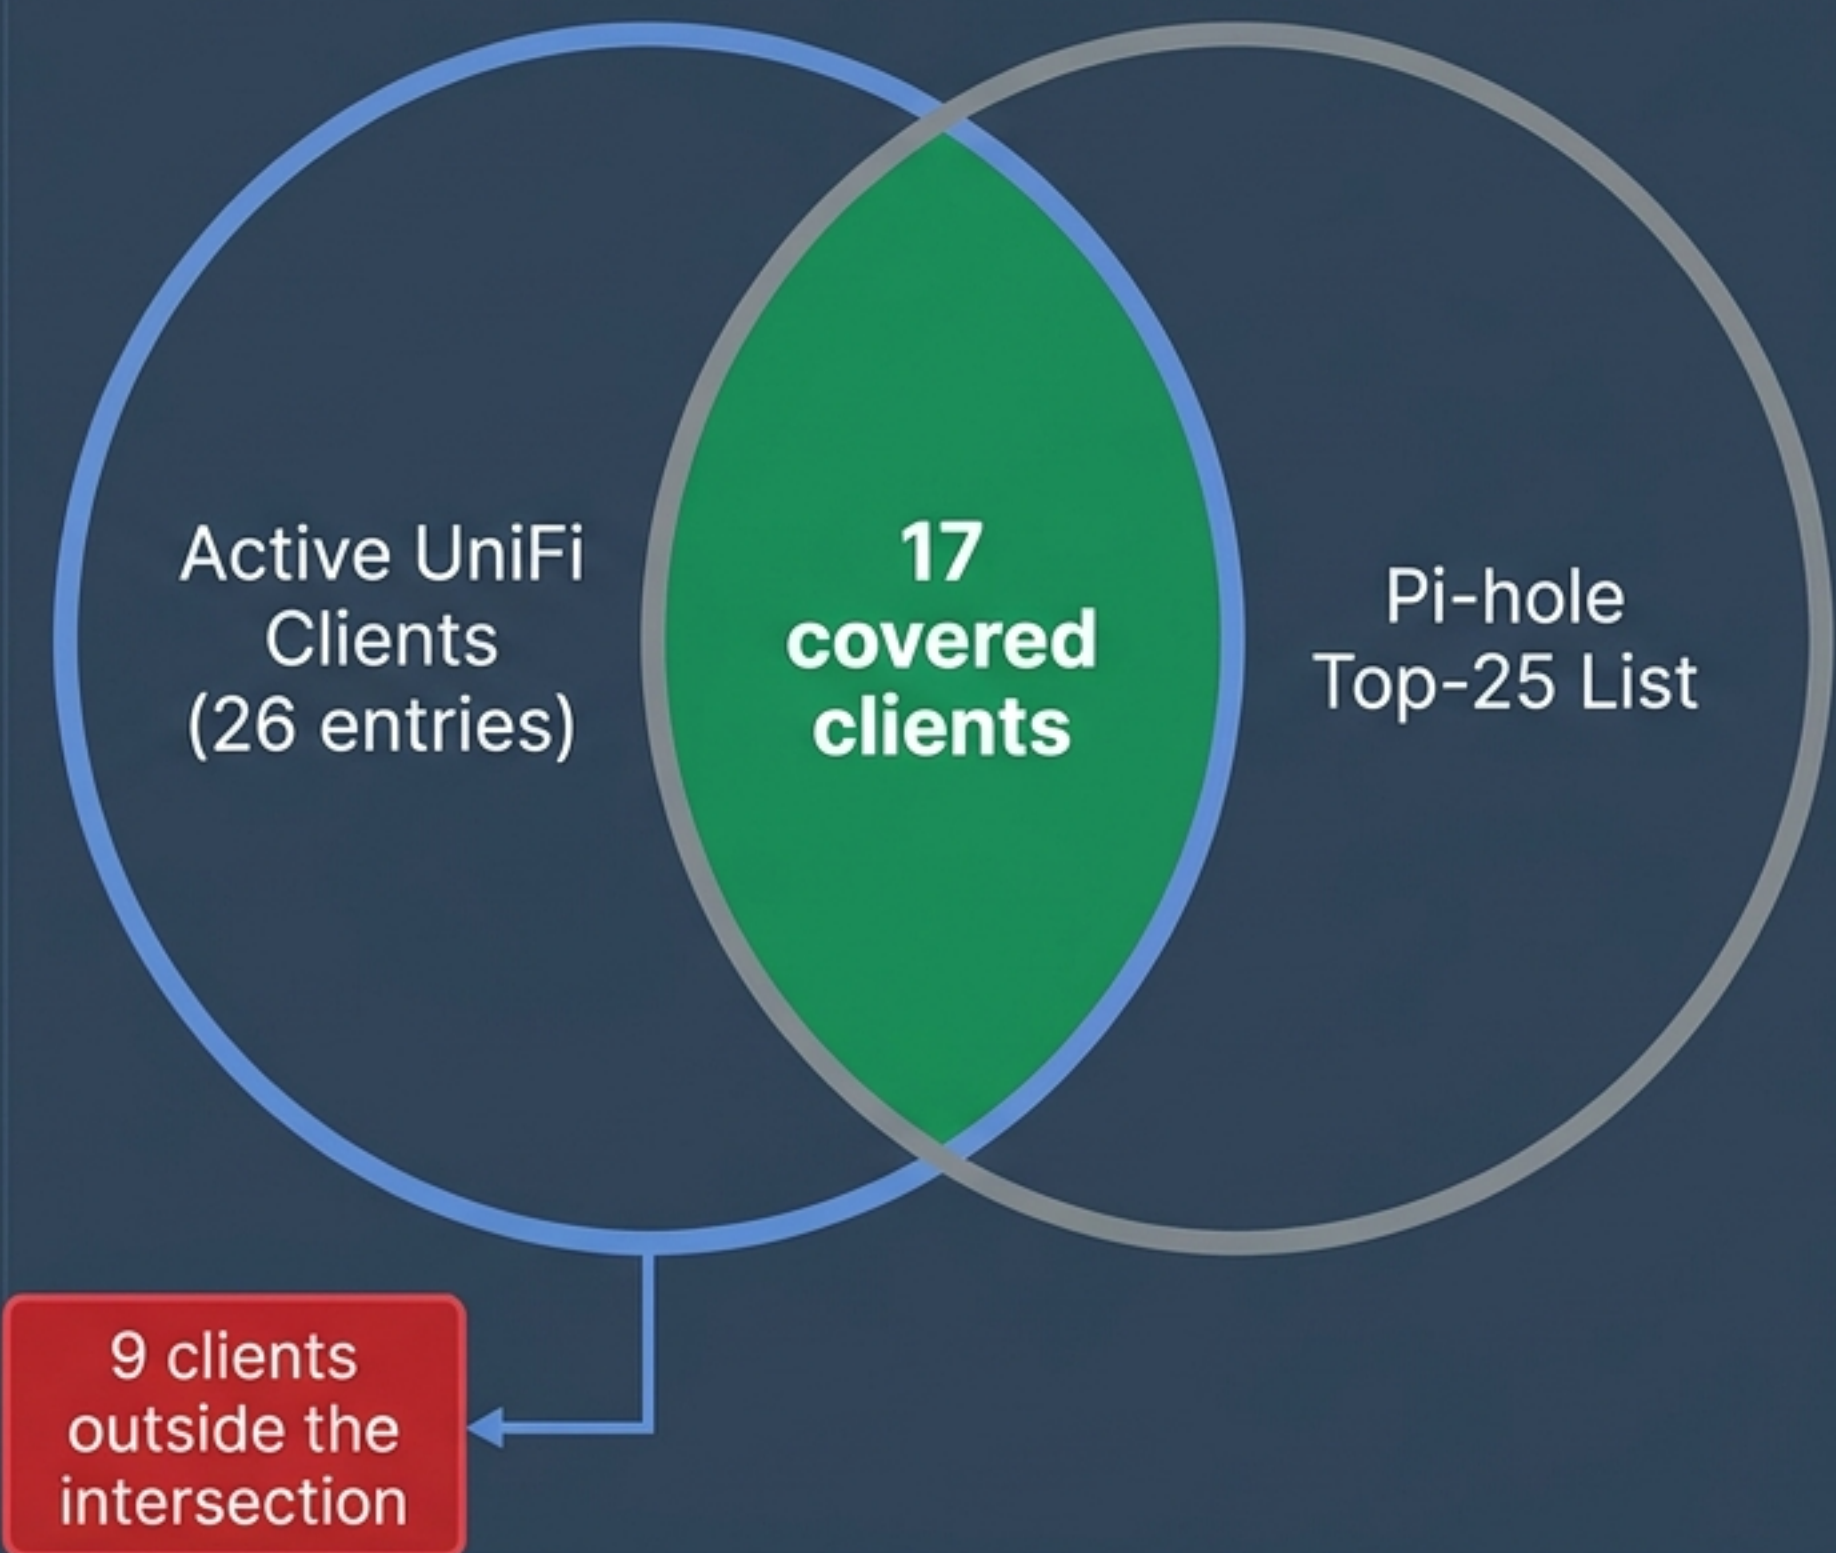 Active UniFi
Clients
(26 entries)
17
covered
clients
Pi-hole
Top-25 List
9 clients
outside the
intersection